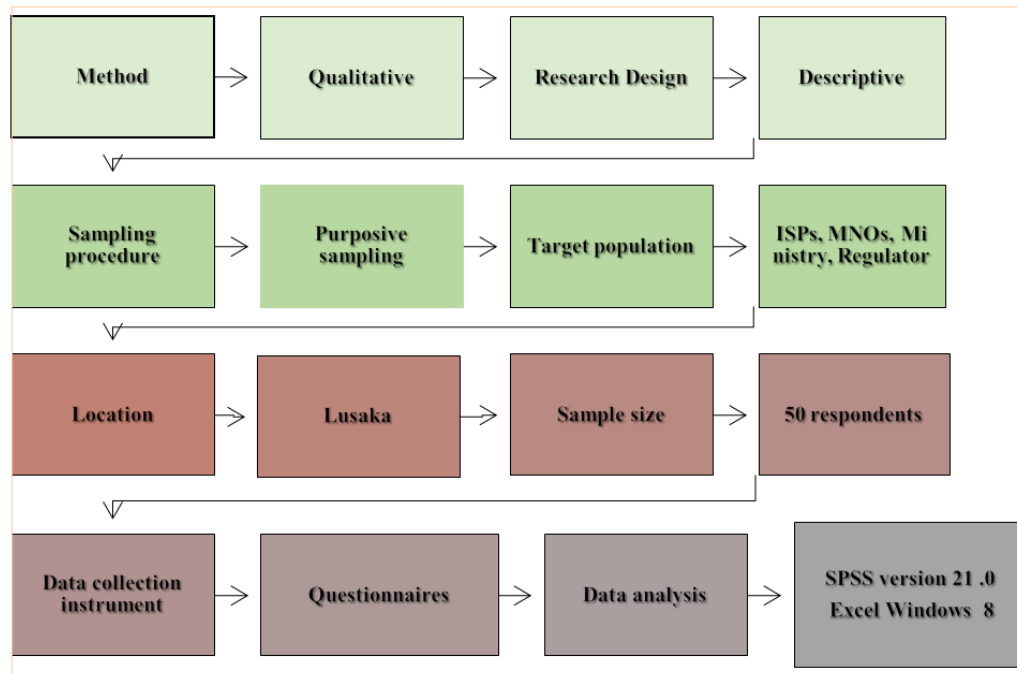 Method
Qualitative
Research Design
Descriptive
Sampling
procedure
Purposive
sampling
Target population
ISPs, MNOs, Mi
nistry, Regulator
Location
Lusaka
Sample size
50 respondents
Data collection
instrument
Questionnaires
Data analysis
SPSS version 21 .0
Excel Windows 8